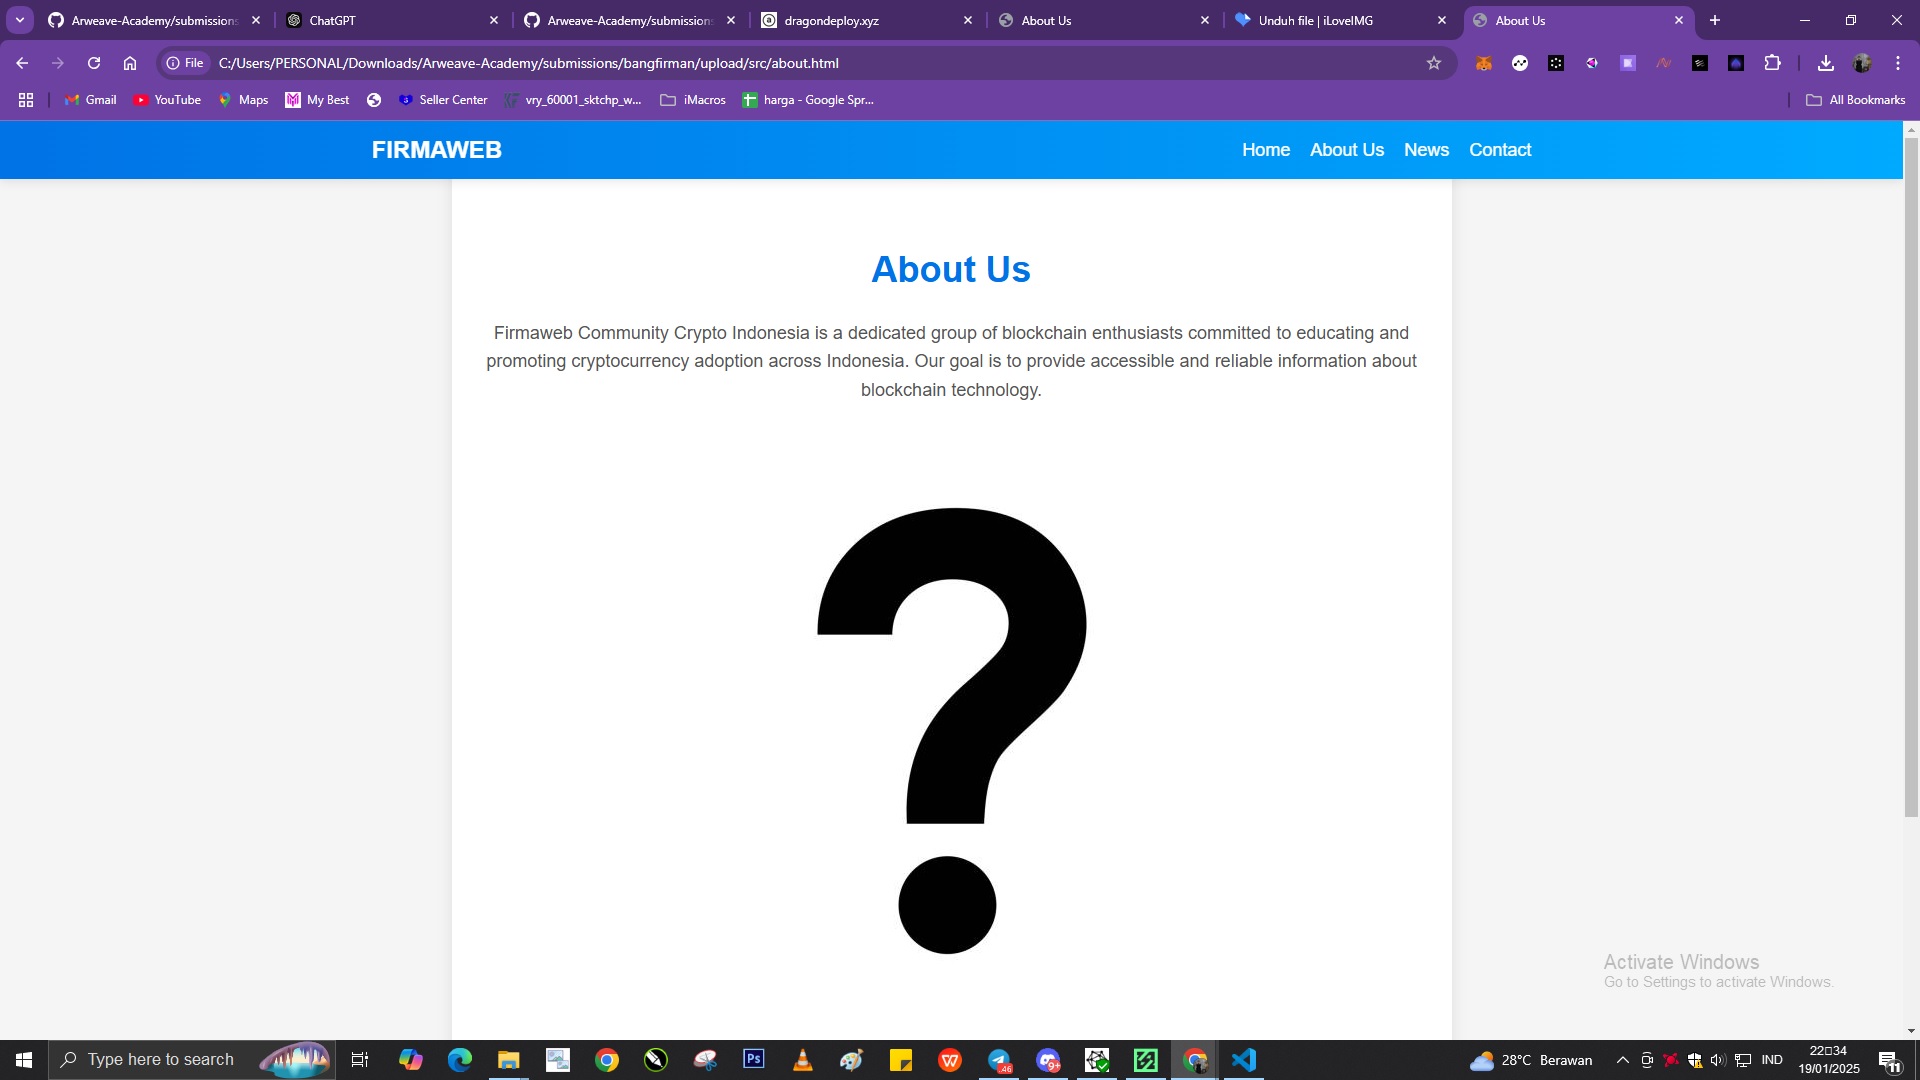 Arweave-Academy/submissions
ChatGPT
Arweave-Academy/submissions
dragondeploy.xyz
About Us
Unduh file | iLoveIMG
About Us
File
C:/Users/PERSONAL/Downloads/Arweave-Academy/submissions/bangfirman/upload/src/about.html
Gmail
YouTube
Maps
My Best
Seller Center
vry_60001_sktchp_w...
iMacros
harga - Google Spr...
All Bookmarks
FIRMAWEB
Home
About Us
News
Contact
About Us
Firmaweb Community Crypto Indonesia is a dedicated group of blockchain enthusiasts committed to educating and
promoting cryptocurrency adoption across Indonesia. Our goal is to provide accessible and reliable information about
blockchain technology.
?
Activate Windows
Go to Settings to activate Windows.
Type here to search
Ps
W
46
9+
28°C Berawan
IND
22▯34
19/01/2025
11